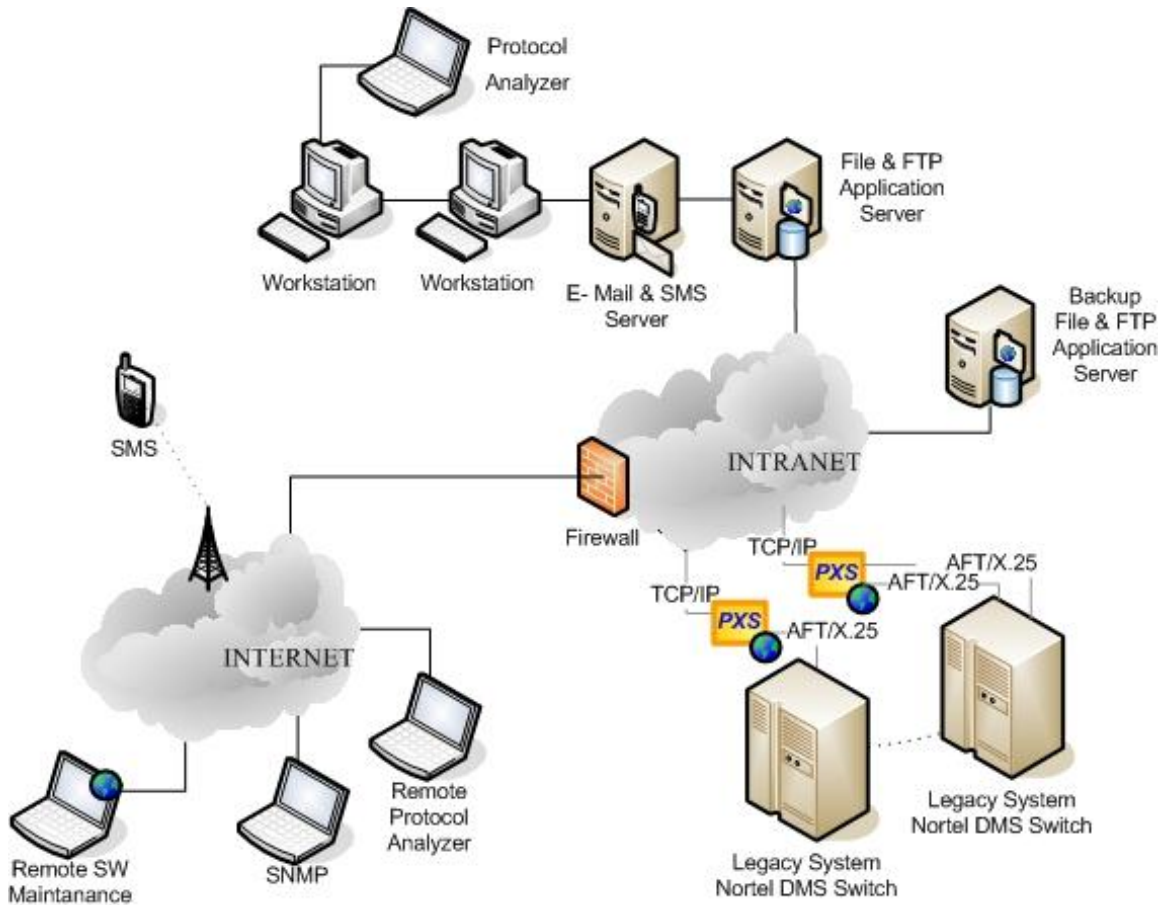 Protocol
Analyzer
Workstation
Workstation
E- Mail & SMS
Server
File & FTP
Application
Server
Backup
File & FTP
Application
Server
SMS
INTRANET
Firewall
TCP/IP
PXS
AFT/X.25
AFT/X.25
TCP/IP
PXS
AFT/X.25
INTERNET
Remote SW
Maintanance
SNMP
Remote
Protocol
Analyzer
Legacy System
Nortel DMS Switch
Legacy System
Nortel DMS Switch